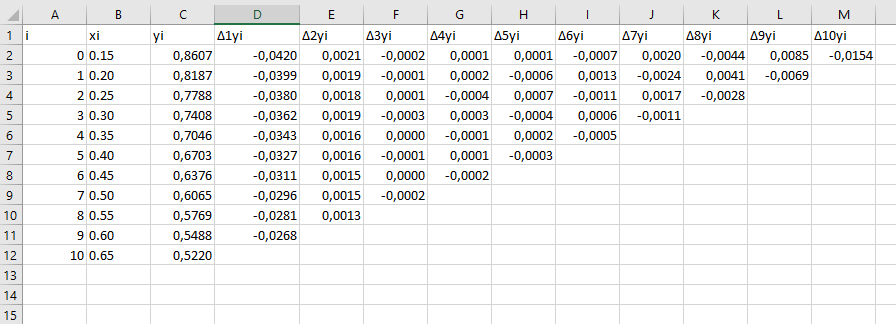 A B C D E F G H I J K L M
1 i xi yi Δ1yi Δ2yi Δ3yi Δ4yi Δ5yi Δ6yi Δ7yi Δ8yi Δ9yi Δ10yi
2 0 0.15 0,8607 -0,0420 0,0021 -0,0002 0,0001 0,0001 -0,0007 0,0020 -0,0044 0,0085 -0,0154
3 1 0.20 0,8187 -0,0399 0,0019 -0,0001 0,0002 -0,0006 0,0013 -0,0024 0,0041 -0,0069
4 2 0.25 0,7788 -0,0380 0,0018 0,0001 -0,0004 0,0007 -0,0011 0,0017 -0,0028
5 3 0.30 0,7408 -0,0362 0,0019 -0,0003 0,0003 -0,0004 0,0006 -0,0011
6 4 0.35 0,7046 -0,0343 0,0016 0,0000 -0,0001 0,0002 -0,0005
7 5 0.40 0,6703 -0,0327 0,0016 -0,0001 0,0001 -0,0003
8 6 0.45 0,6376 -0,0311 0,0015 0,0000 -0,0002
9 7 0.50 0,6065 -0,0296 0,0015 -0,0002
10 8 0.55 0,5769 -0,0281 0,0013
11 9 0.60 0,5488 -0,0268
12 10 0.65 0,5220
13
14
15